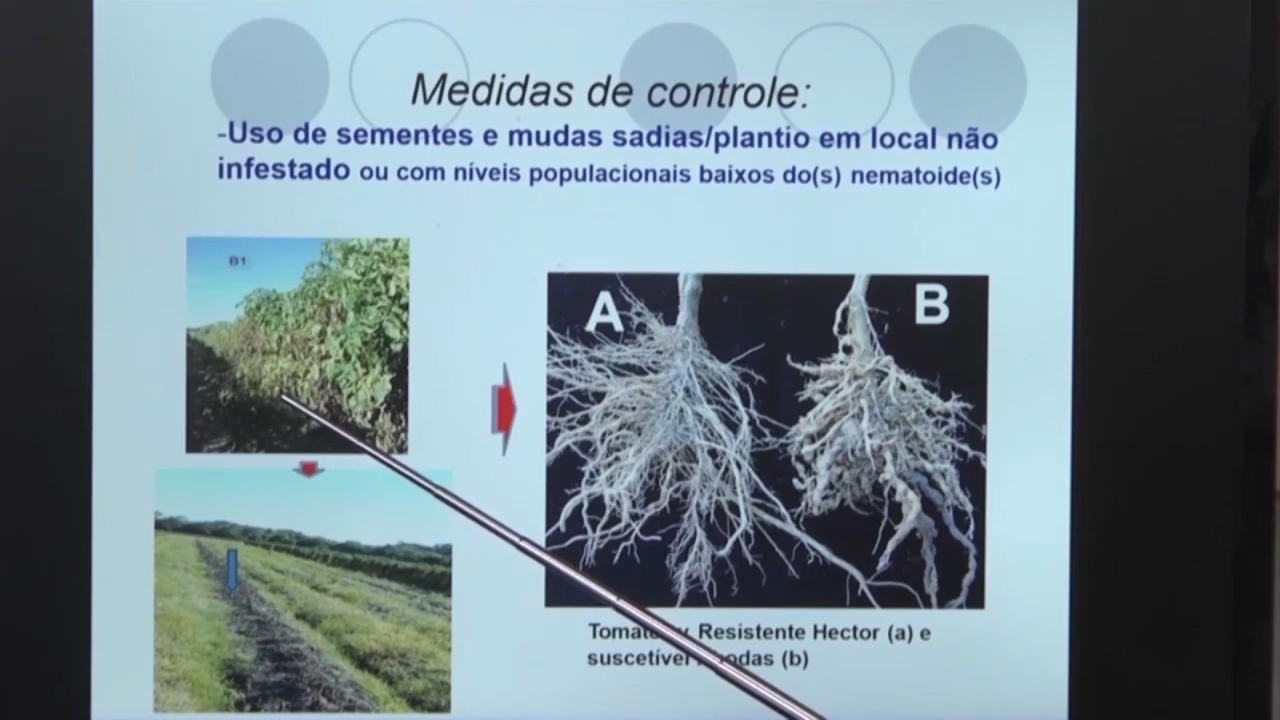 Medidas de controle:
-Uso de sementes e mudas sadias/plantio em local não
infestado ou com níveis populacionais baixos do(s) nematoide(s)
B1
A
B
Resistente Hector (a) e
suscetível (b)